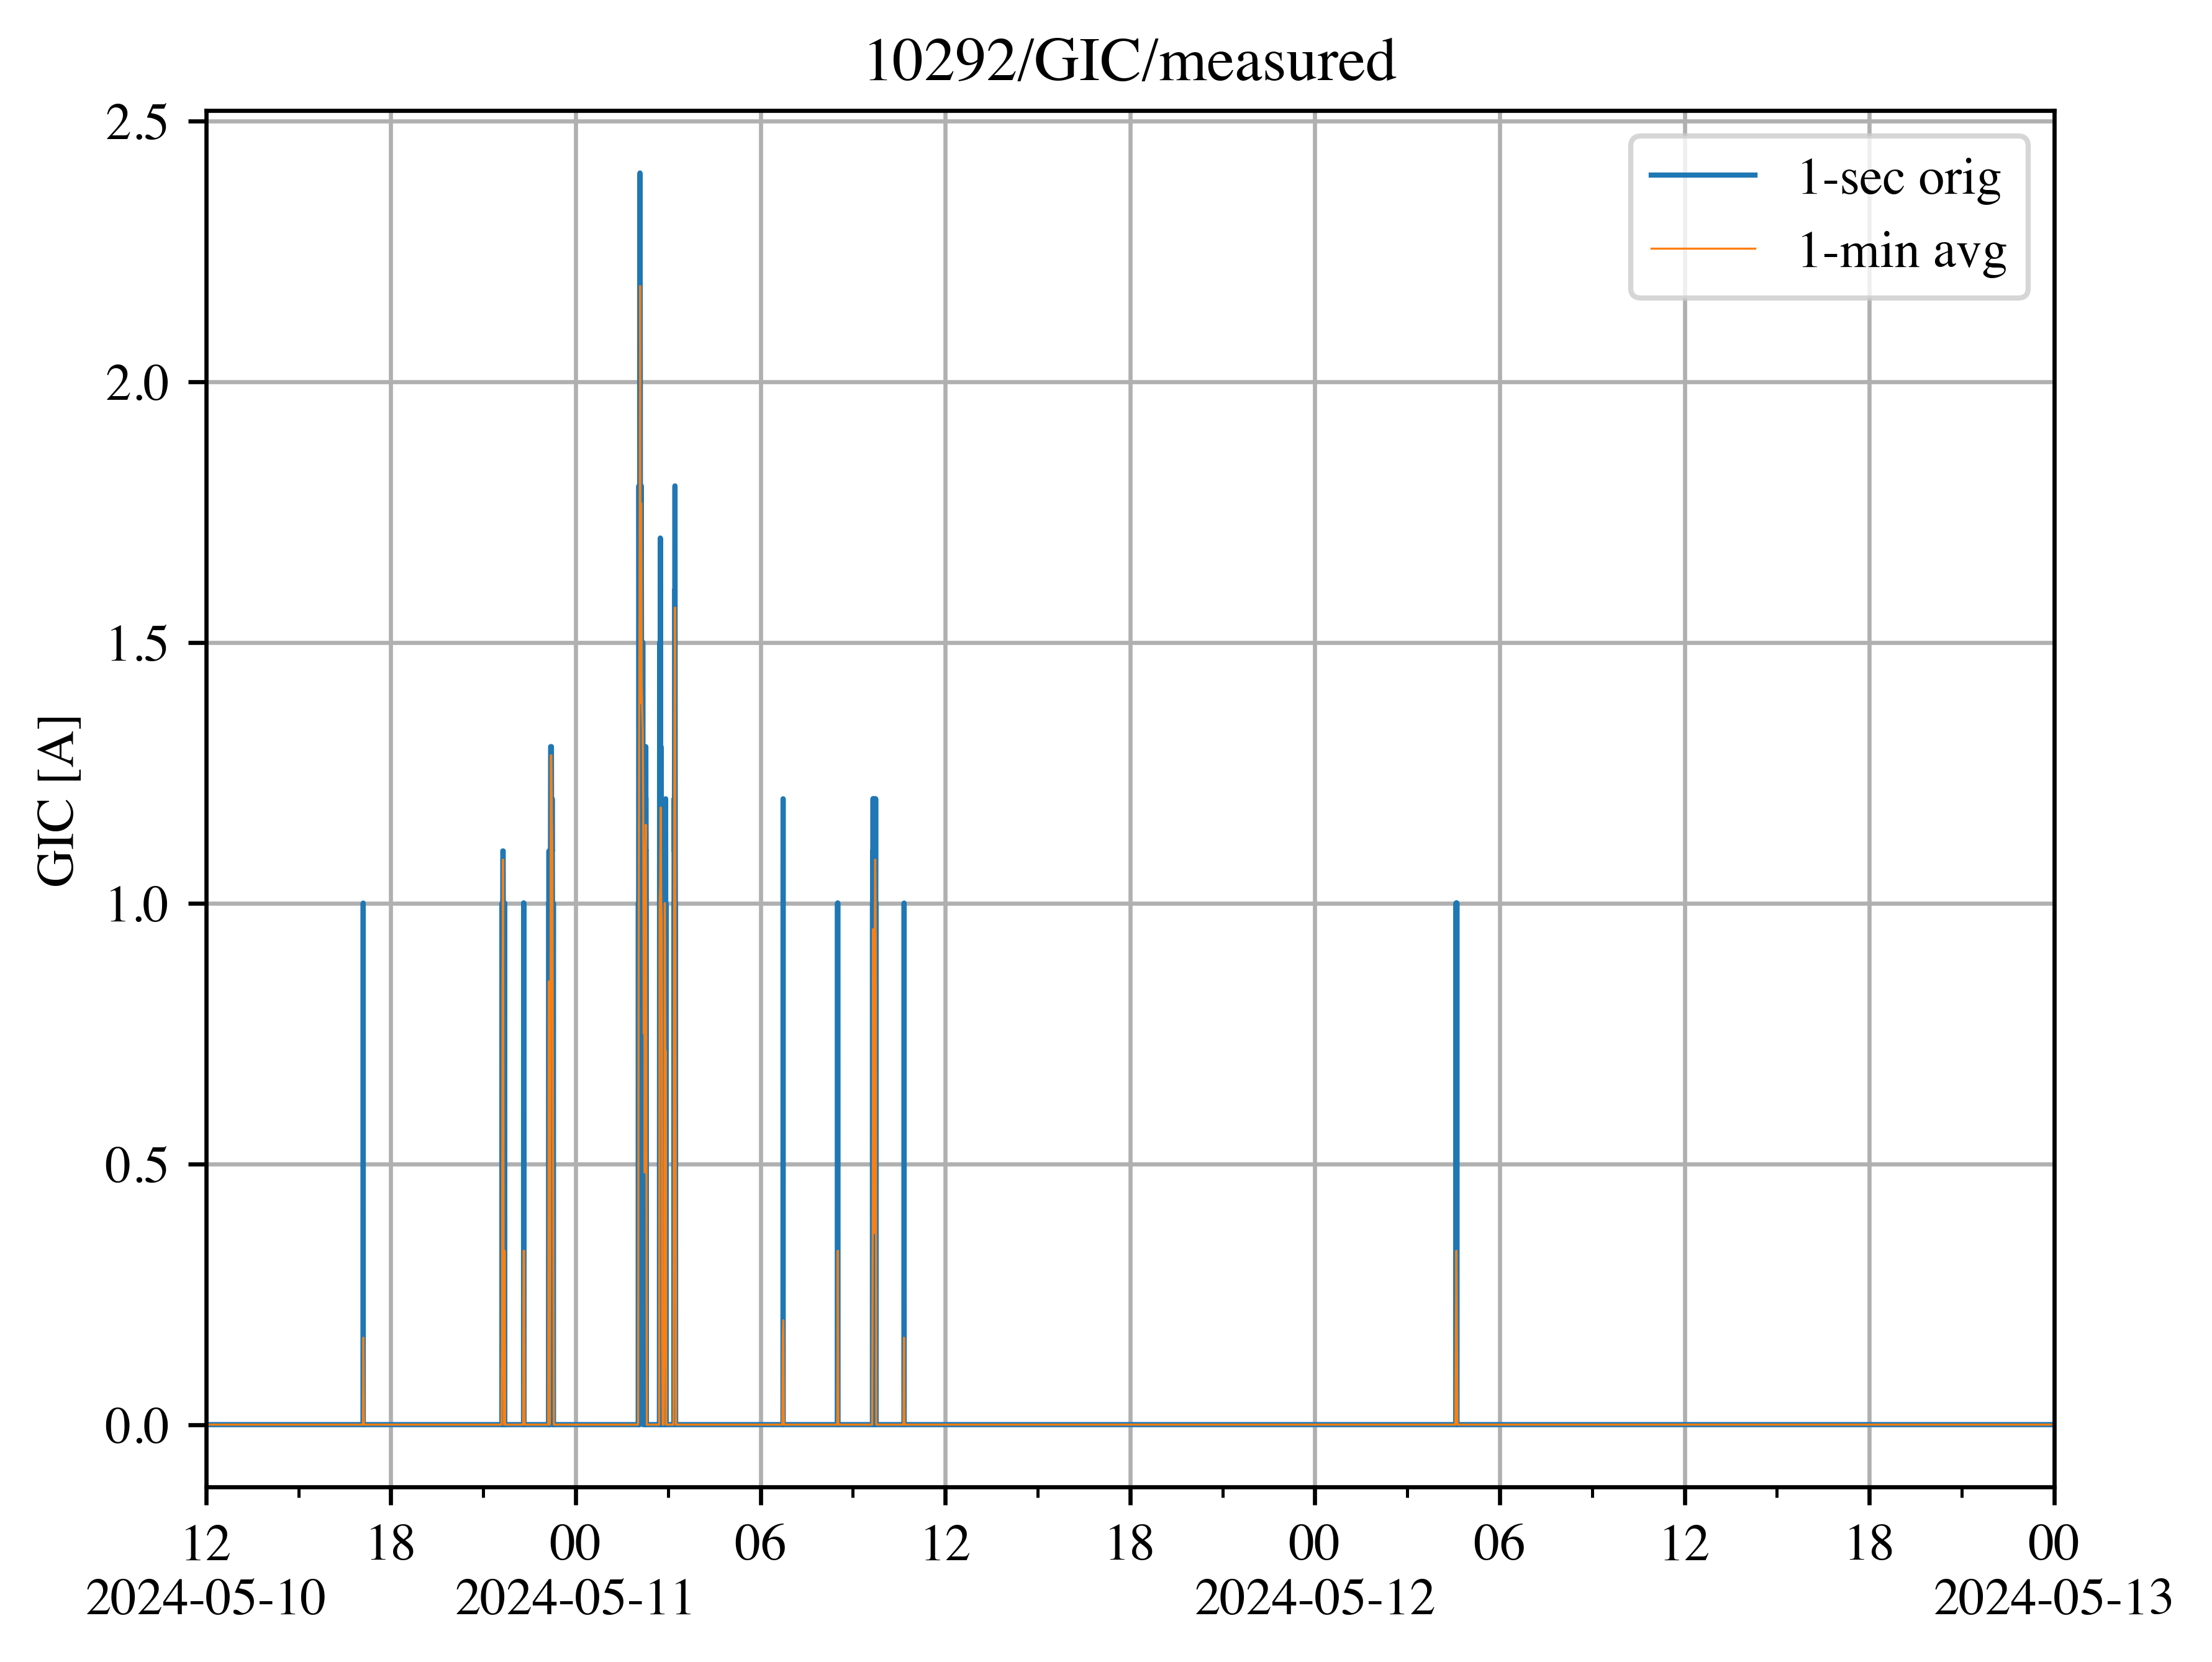 10292/GIC/measured
2.5
2.0
1.5
1.0
0.5
0.0
GIC [A]
1-sec orig
1-min avg
12 18 00 06 12 18 00 06 12 18 00
2024-05-10 2024-05-11 2024-05-12 2024-05-13